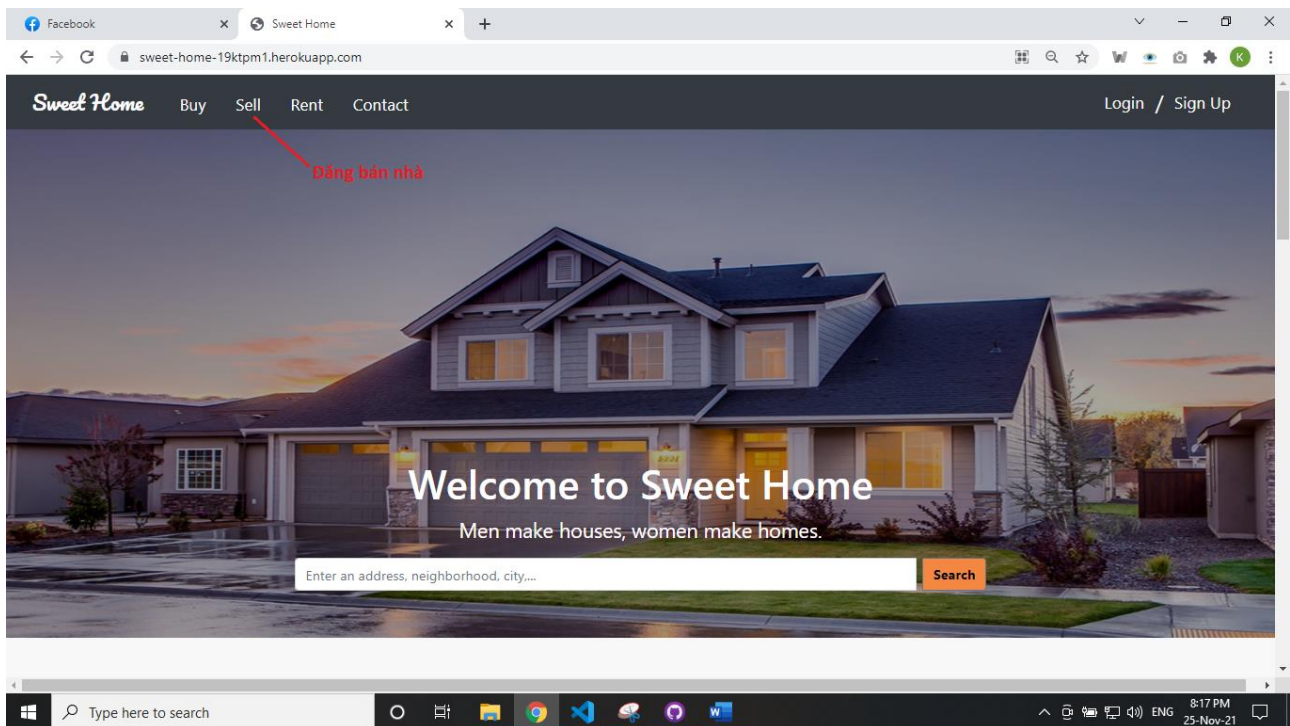 Facebook
Sweet Home
sweet-home-19ktpm1.herokuapp.com
K
Sweet Home Buy Sell Rent Contact Login / Sign Up
Đăng bán nhà
Welcome to Sweet Home
Men make houses, women make homes.
Enter an address, neighborhood, city,... Search
Type here to search
ENG
8:17 PM
25-Nov-21